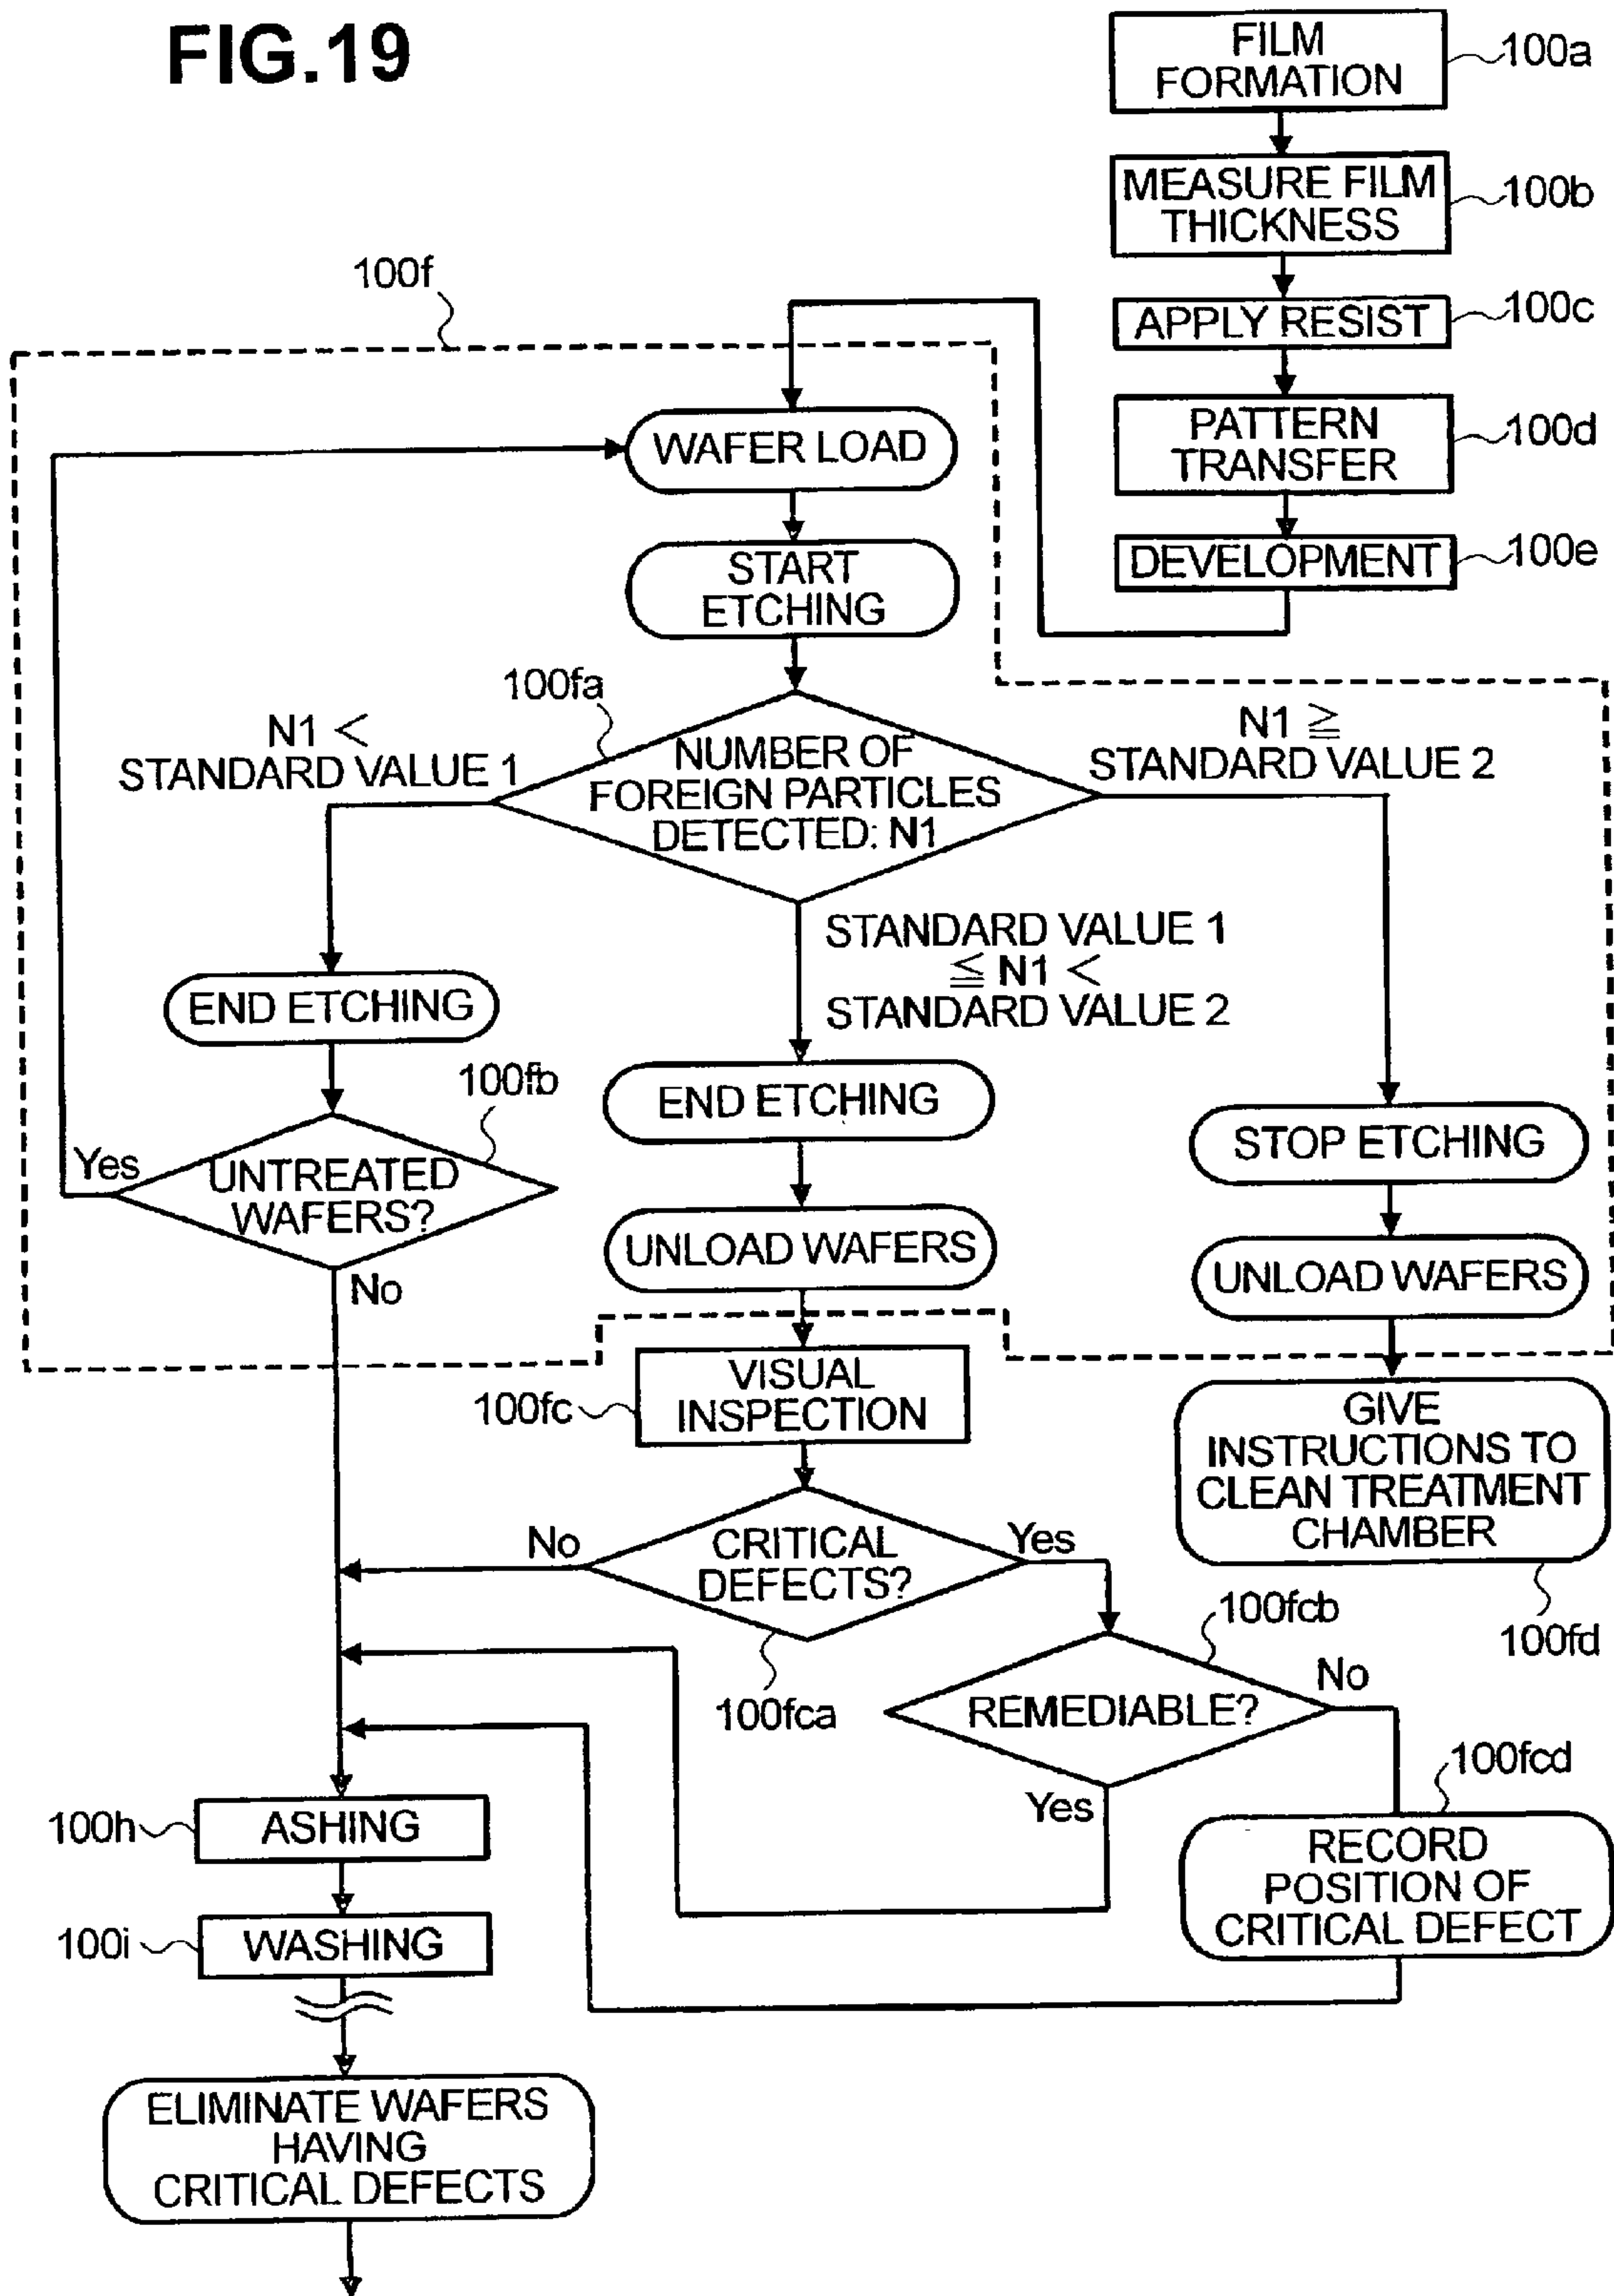 FIG.19
FILM
FORMATION
100a
MEASURE FILM
THICKNESS
100b
APPLY RESIST
100c
PATTERN
TRANSFER
100d
DEVELOPMENT
100e
100f
WAFER LOAD
START
ETCHING
100fa
N1 <
STANDARD VALUE 1
NUMBER OF
FOREIGN PARTICLES
DETECTED: N1
N1 ≧
STANDARD VALUE 2
STANDARD VALUE 1
≦ N1 <
STANDARD VALUE 2
END ETCHING
100fb
Yes
UNTREATED
WAFERS?
No
END ETCHING
UNLOAD WAFERS
STOP ETCHING
UNLOAD WAFERS
100fc
VISUAL
INSPECTION
GIVE
INSTRUCTIONS TO
CLEAN TREATMENT
CHAMBER
100fd
No
CRITICAL
DEFECTS?
Yes
100fca
100fcb
REMEDIABLE?
No
Yes
100fcd
RECORD
POSITION OF
CRITICAL DEFECT
100h
ASHING
100i
WASHING
ELIMINATE WAFERS
HAVING
CRITICAL DEFECTS